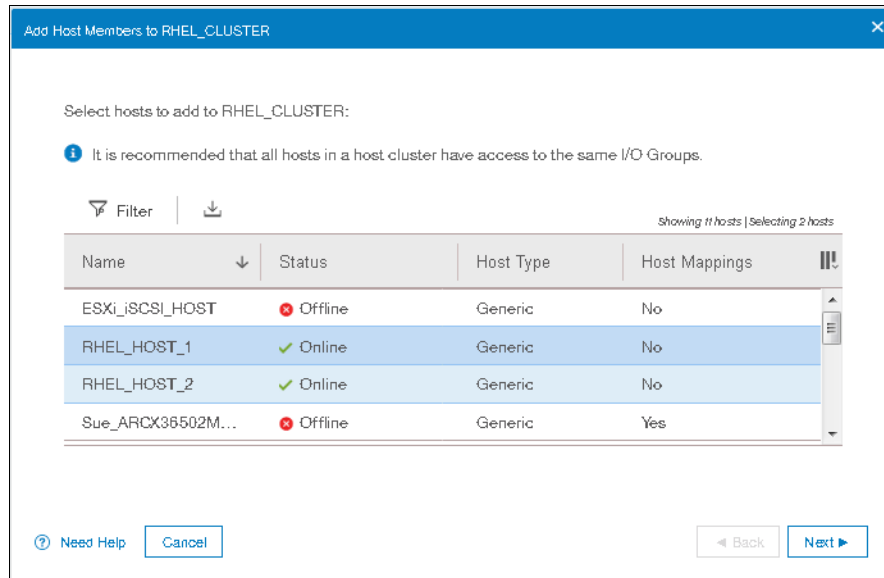 Add Host Members to RHEL_CLUSTER
Select hosts to add to RHEL_CLUSTER:
It is recommended that all hosts in a host cluster have access to the same I/O Groups.
Filter
Showing 11 hosts | Selecting 2 hosts
Name Status Host Type Host Mappings
ESXi_iSCSI_HOST Offline Generic No
RHEL_HOST_1 Online Generic No
RHEL_HOST_2 Online Generic No
Sue_ARCX36502M... Offline Generic Yes
Need Help Cancel Back Next